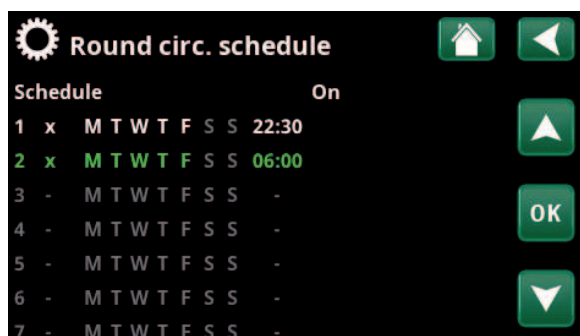 Round circ. schedule
Schedule On
1 x M T W T F S S 22:30
2 x M T W T F S S 06:00
3 - M T W T F S S -
4 - M T W T F S S -
OK
5 - M T W T F S S -
6 - M T W T F S S -
7 - M T W T F S S -